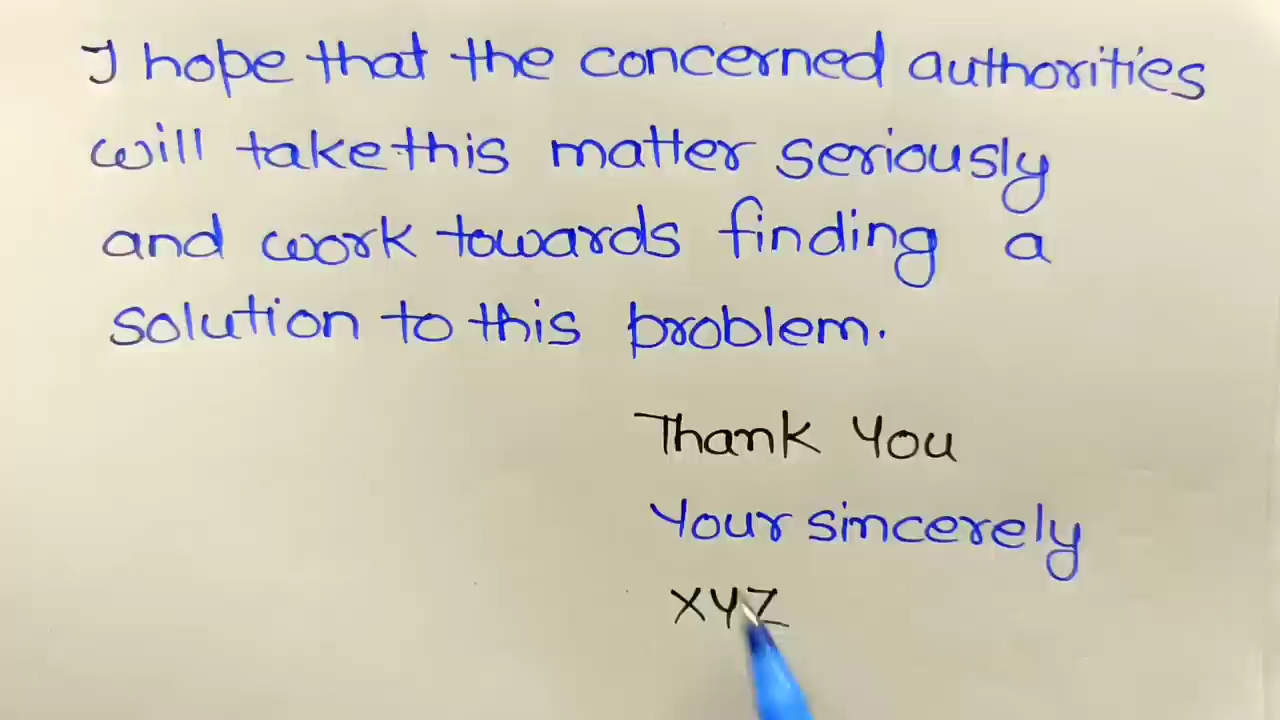 I hope that the concerned authorities
will take this matter seriously
and work towards finding a
solution to this problem.
Thank You
Your sincerely
XYZ